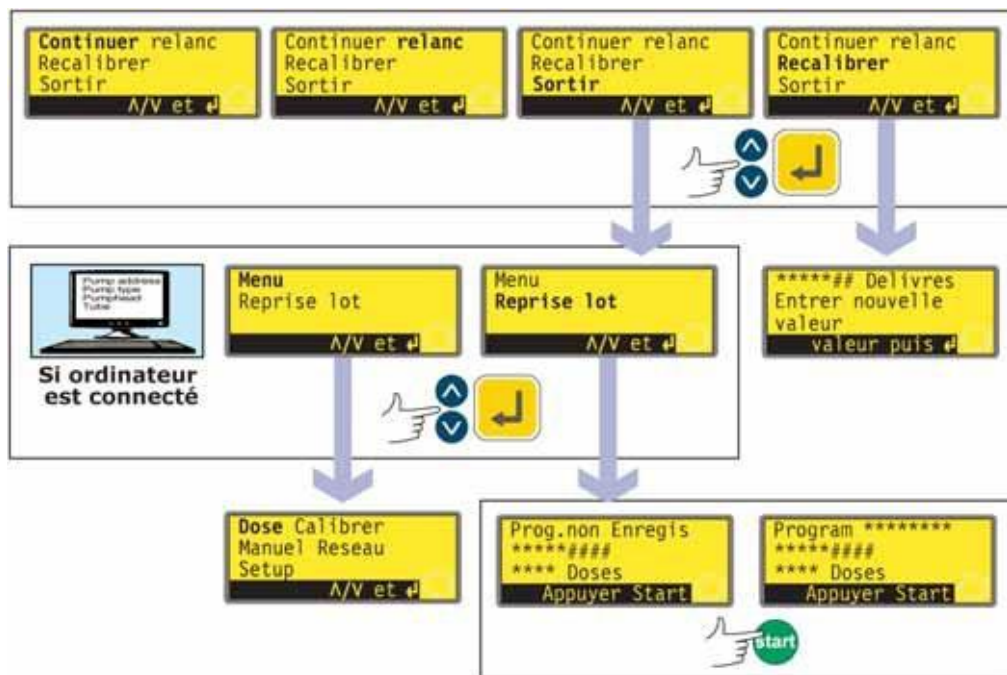 Continuer relanc
Recalibrer
Sortir
Λ/V et ↲
Continuer relanc
Recalibrer
Sortir
Λ/V et ↲
Continuer relanc
Recalibrer
Sortir
Λ/V et ↲
Continuer relanc
Recalibrer
Sortir
Λ/V et ↲
Pump address
Pump type
Pumphead
Tube
Si ordinateur
est connecté
Menu
Reprise lot
Λ/V et ↲
Menu
Reprise lot
Λ/V et ↲
*****## Delivres
Entrer nouvelle
valeur
valeur puis ↲
Dose Calibrer
Manuel Reseau
Setup
Λ/V et ↲
Prog.non Enregis
*****####
**** Doses
Appuyer Start
Program ********
*****####
**** Doses
Appuyer Start
start